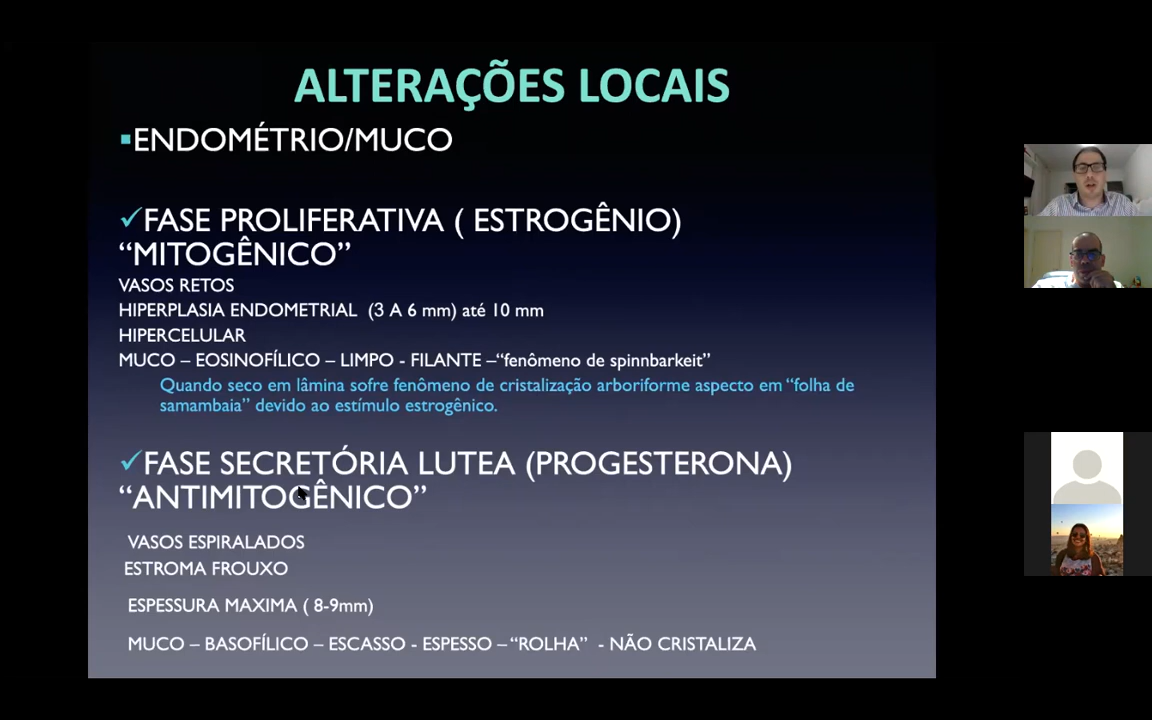 ALTERAÇÕES LOCAIS
▪ENDOMÉTRIO/MUCO
✓FASE PROLIFERATIVA ( ESTROGÊNIO)
“MITOGÊNICO”
VASOS RETOS
HIPERPLASIA ENDOMETRIAL (3 A 6 mm) até 10 mm
HIPERCELULAR
MUCO – EOSINOFÍLICO – LIMPO - FILANTE –“fenômeno de spinnbarkeit”
Quando seco em lâmina sofre fenômeno de cristalização arboriforme aspecto em “folha de
samambaia” devido ao estímulo estrogênico.
✓FASE SECRETÓRIA LUTEA (PROGESTERONA)
“ANTIMITOGÊNICO”
VASOS ESPIRALADOS
ESTROMA FROUXO
ESPESSURA MAXIMA ( 8-9mm)
MUCO – BASOFÍLICO – ESCASSO - ESPESSO –“ROLHA” - NÃO CRISTALIZA